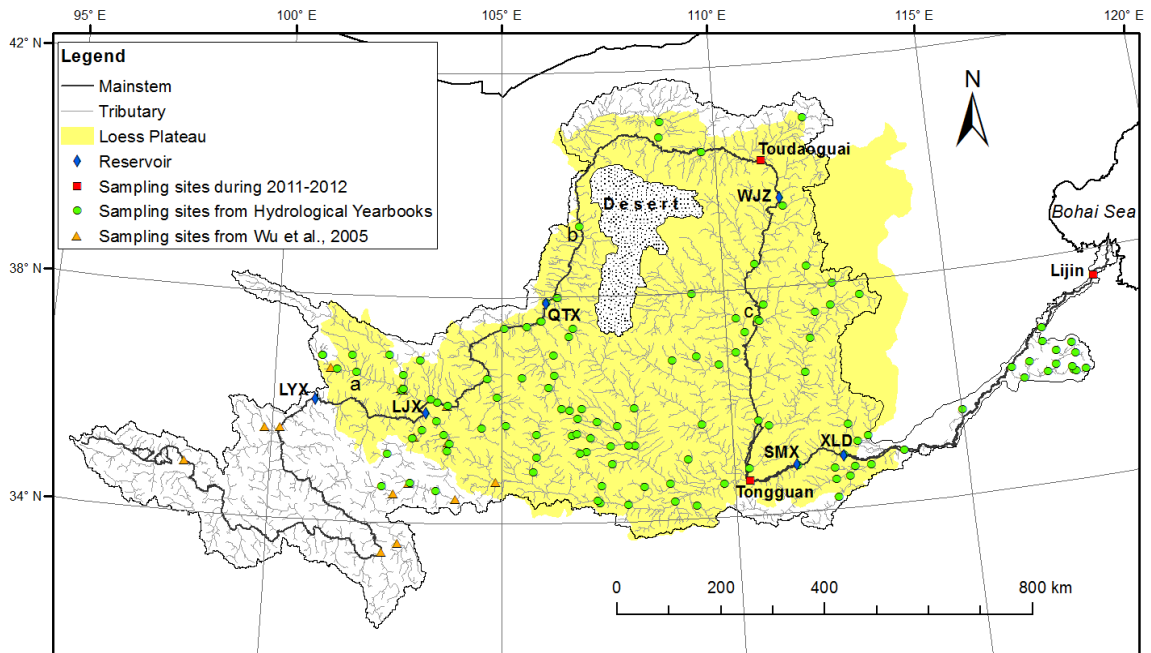 95° E 100° E 105° E 110° E 115° E 120° E
42° N
38° N
34° N
Legend
Mainstem
Tributary
Loess Plateau
Reservoir
Sampling sites during 2011-2012
Sampling sites from Hydrological Yearbooks
Sampling sites from Wu et al., 2005
N
Toudaoguai
WJZ
Desert
Bohai Sea
b
Lijin
QTX
c
a
LYX
LJX
XLD
SMX
Tongguan
0 200 400 800 km